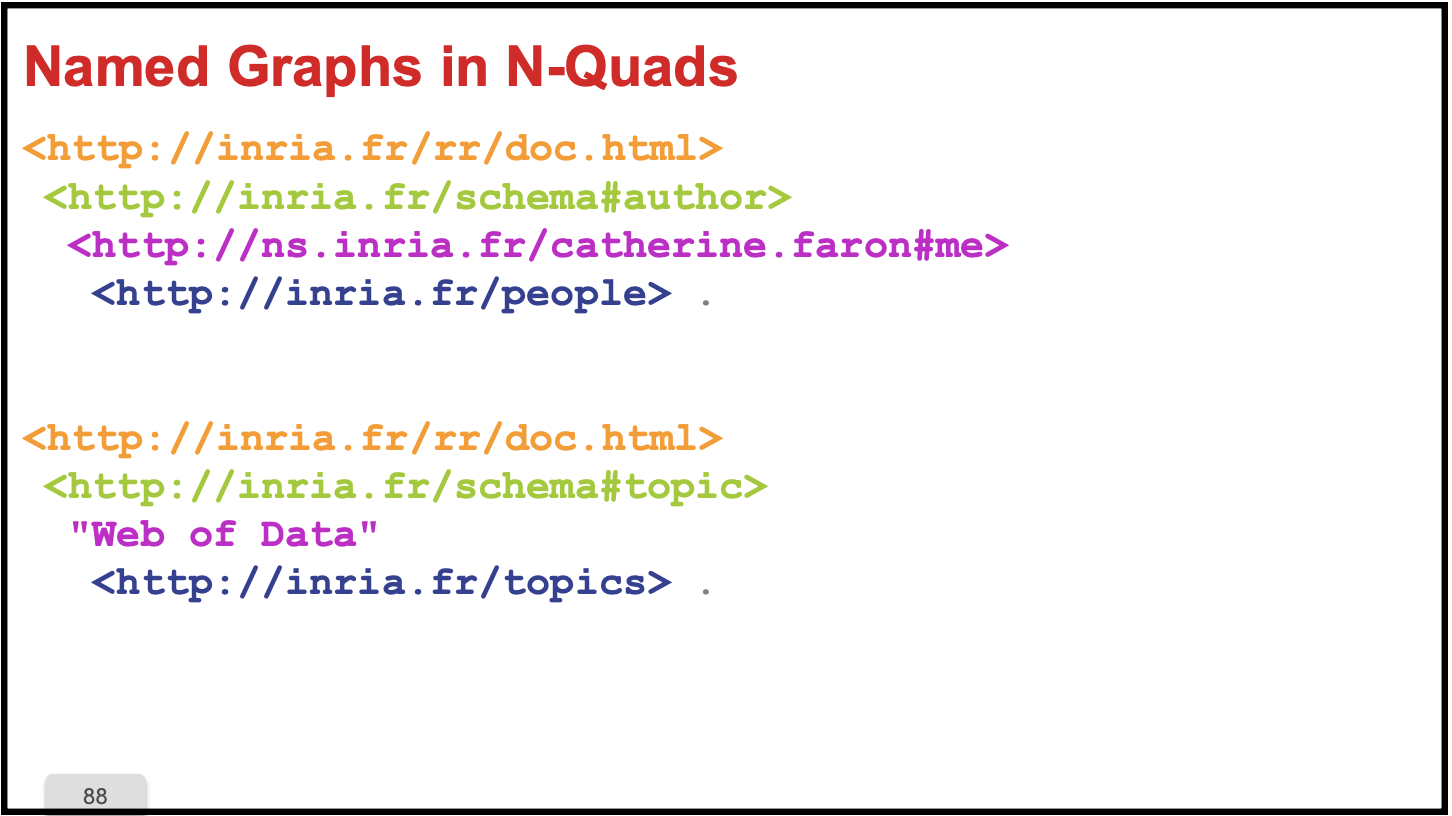 Named Graphs in N-Quads
<http://inria.fr/rr/doc.html>
<http://inria.fr/schema#author>
<http://ns.inria.fr/catherine.faron#me>
<http://inria.fr/people> .
<http://inria.fr/rr/doc.html>
<http://inria.fr/schema#topic>
"Web of Data"
<http://inria.fr/topics> .
88